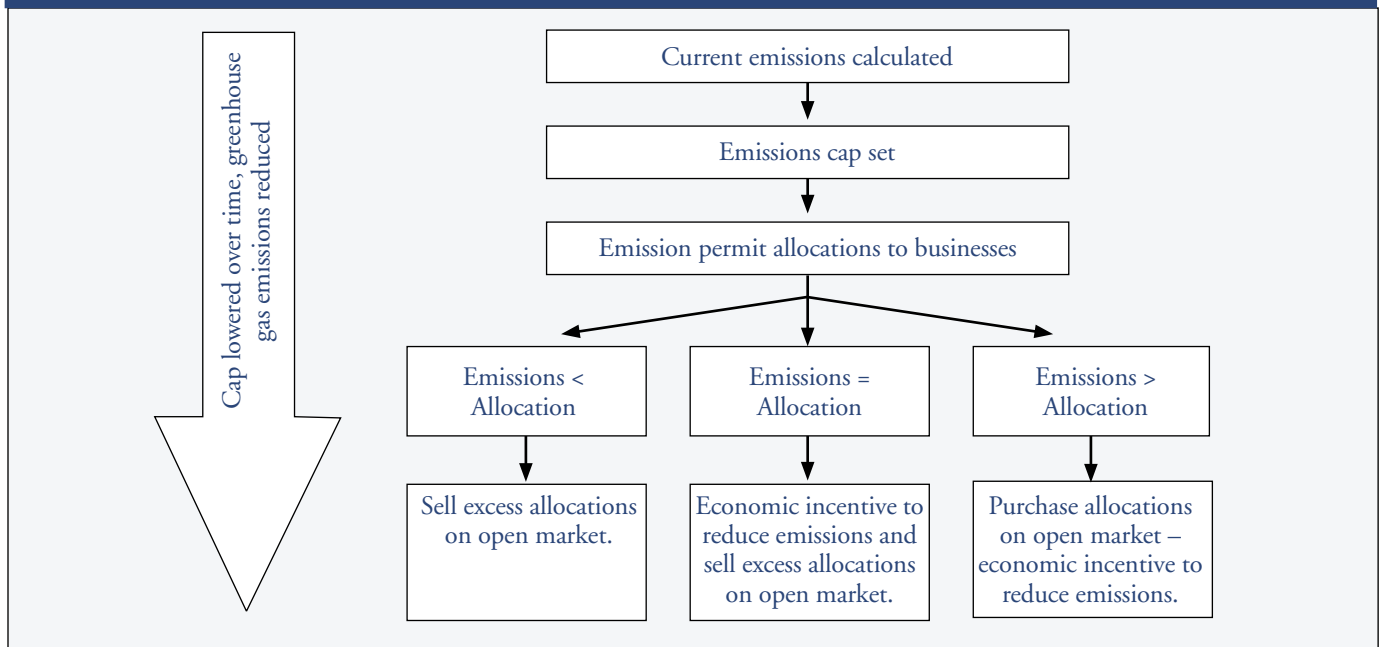 Cap lowered over time, greenhouse
gas emissions reduced
Current emissions calculated
Emissions cap set
Emission permit allocations to businesses
Emissions <
Allocation
Emissions =
Allocation
Emissions >
Allocation
Sell excess allocations
on open market.
Economic incentive to
reduce emissions and
sell excess allocations
on open market.
Purchase allocations
on open market –
economic incentive to
reduce emissions.